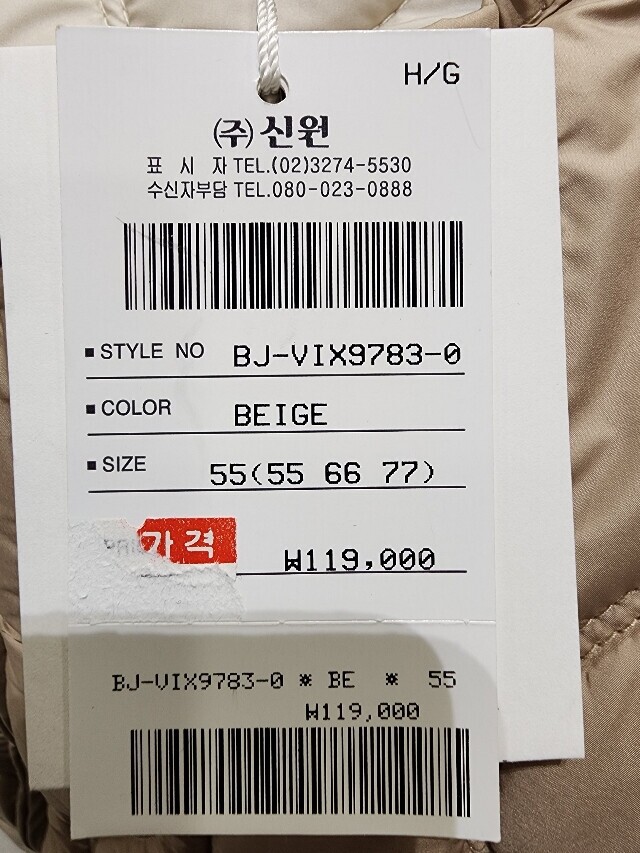 H/G
(주)신원
표 시 자 TEL.(02)3274-5530
수신자부담 TEL.080-023-0888
■ STYLE NO BJ-VIX9783-0
■ COLOR BEIGE
■ SIZE 55(55 66 77)
가격 ₩119,000
BJ-VIX9783-0 * BE * 55
₩119,000